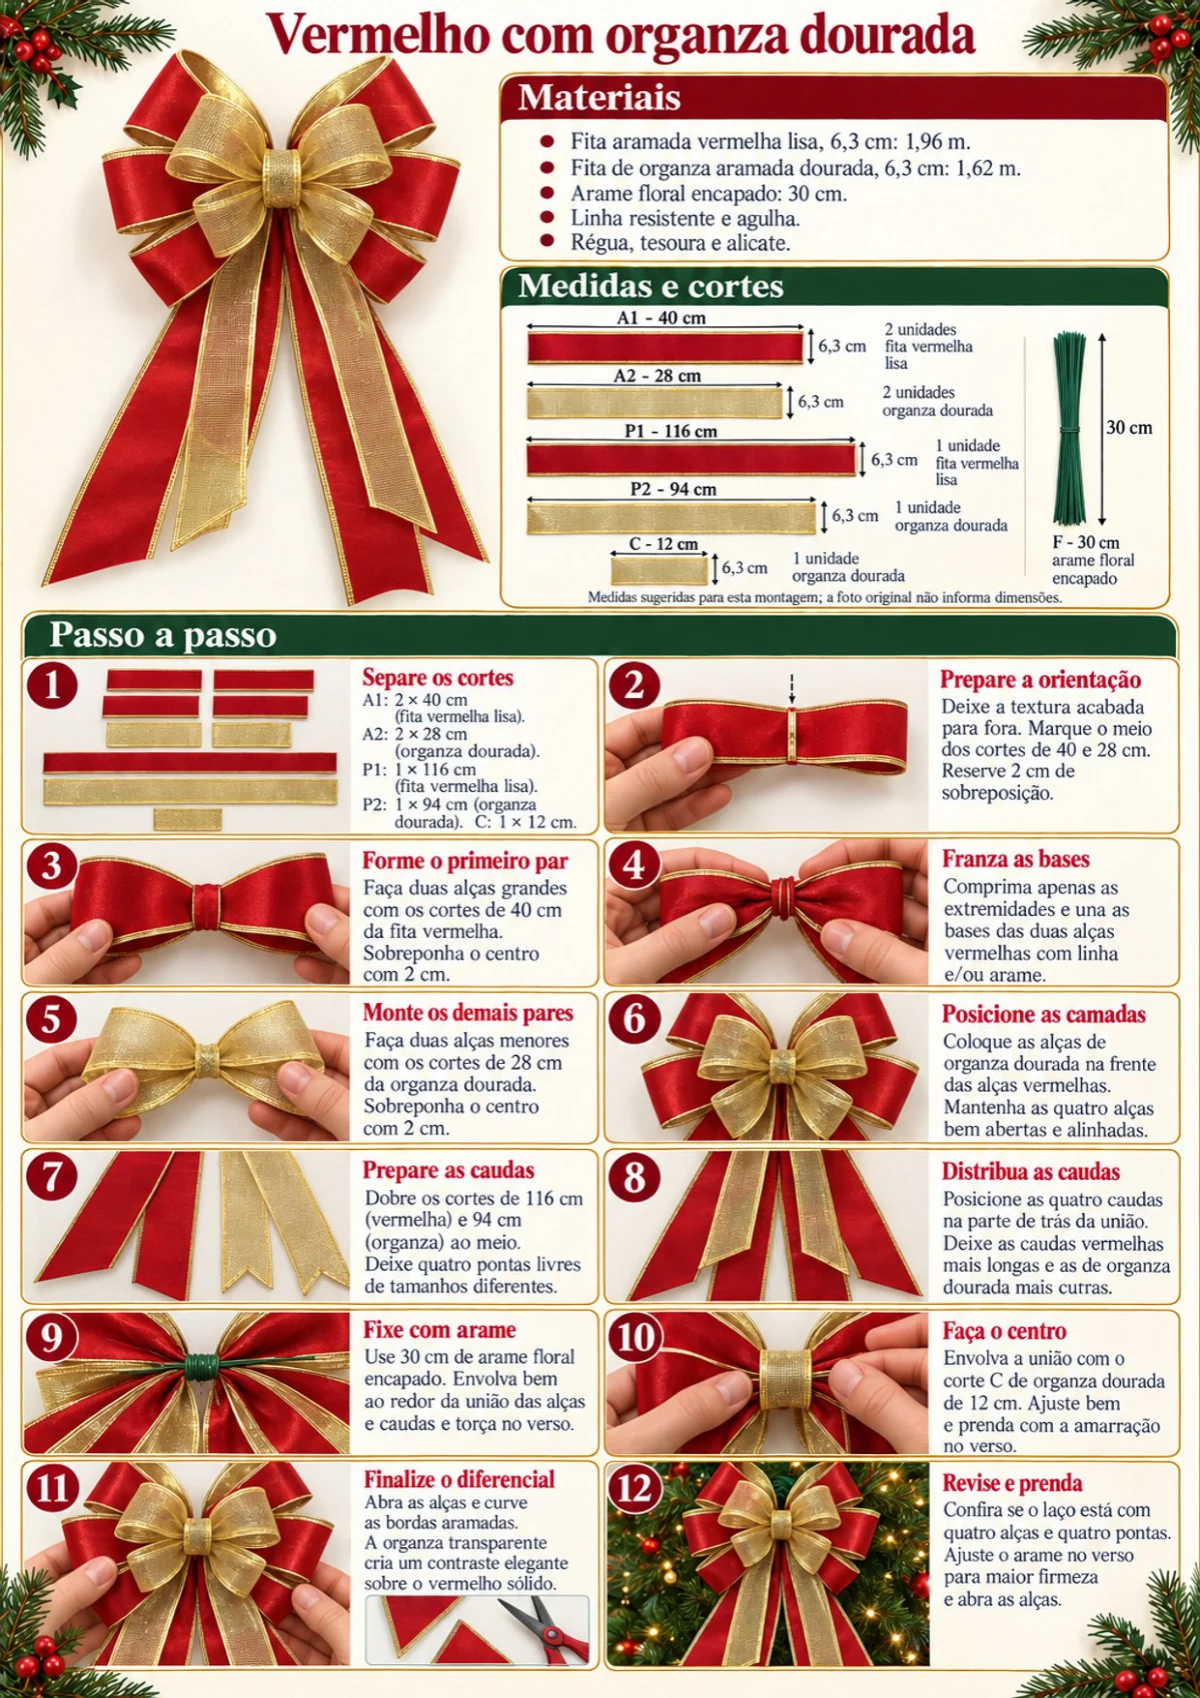 Vermelho com organza dourada
Materiais
Fita aramada vermelha lisa, 6,3 cm: 1,96 m.
Fita de organza aramada dourada, 6,3 cm: 1,62 m.
Arame floral encapado: 30 cm.
Linha resistente e agulha.
Régua, tesoura e alicate.
Medidas e cortes
A1 - 40 cm
6,3 cm
2 unidades
fita vermelha
lisa
A2 - 28 cm
6,3 cm
2 unidades
organza dourada
P1 - 116 cm
6,3 cm
1 unidade
fita vermelha
lisa
P2 - 94 cm
6,3 cm
1 unidade
organza dourada
C - 12 cm
6,3 cm
1 unidade
organza dourada
30 cm
F - 30 cm
arame floral
encapado
Medidas sugeridas para esta montagem; a foto original não informa dimensões.
Passo a passo
1
Separe os cortes
A1: 2 × 40 cm
(fita vermelha lisa).
A2: 2 × 28 cm
(organza dourada).
P1: 1 × 116 cm
(fita vermelha lisa).
P2: 1 × 94 cm (organza
dourada). C: 1 × 12 cm.
2
Prepare a orientação
Deixe a textura acabada
para fora. Marque o meio
dos cortes de 40 e 28 cm.
Reserve 2 cm de
sobreposição.
3
Forme o primeiro par
Faça duas alças grandes
com os cortes de 40 cm
da fita vermelha.
Sobreponha o centro
com 2 cm.
4
Franza as bases
Comprima apenas as
extremidades e una as
bases das duas alças
vermelhas com linha
e/ou arame.
5
Monte os demais pares
Faça duas alças menores
com os cortes de 28 cm
da organza dourada.
Sobreponha o centro
com 2 cm.
6
Posicione as camadas
Coloque as alças de
organza dourada na frente
das alças vermelhas.
Mantenha as quatro alças
bem abertas e alinhadas.
7
Prepare as caudas
Dobre os cortes de 116 cm
(vermelha) e 94 cm
(organza) ao meio.
Deixe quatro pontas livres
de tamanhos diferentes.
8
Distribua as caudas
Posicione as quatro caudas
na parte de trás da união.
Deixe as caudas vermelhas
mais longas e as de organza
dourada mais curras.
9
Fixe com arame
Use 30 cm de arame floral
encapado. Envolva bem
ao redor da união das alças
e caudas e torça no verso.
10
Faça o centro
Envolva a união com o
corte C de organza dourada
de 12 cm. Ajuste bem
e prenda com a amarração
no verso.
11
Finalize o diferencial
Abra as alças e curve
as bordas aramadas.
A organza transparente
cria um contraste elegante
sobre o vermelho sólido.
12
Revise e prenda
Confira se o laço está com
quatro alças e quatro pontas.
Ajuste o arame no verso
para maior firmeza
e abra as alças.